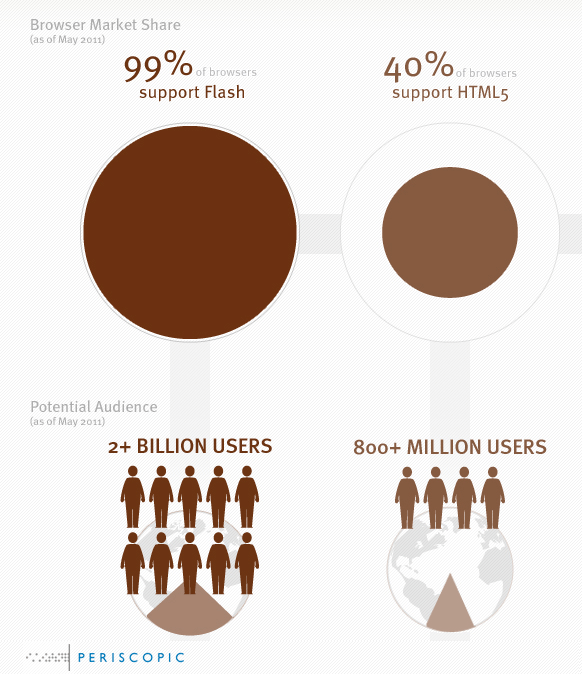 Browser Market Share
(as of May 2011)
99% of browsers
support Flash
40% of browsers
support HTML5
Potential Audience
(as of May 2011)
2+ BILLION USERS
800+ MILLION USERS
PERISCOPIC